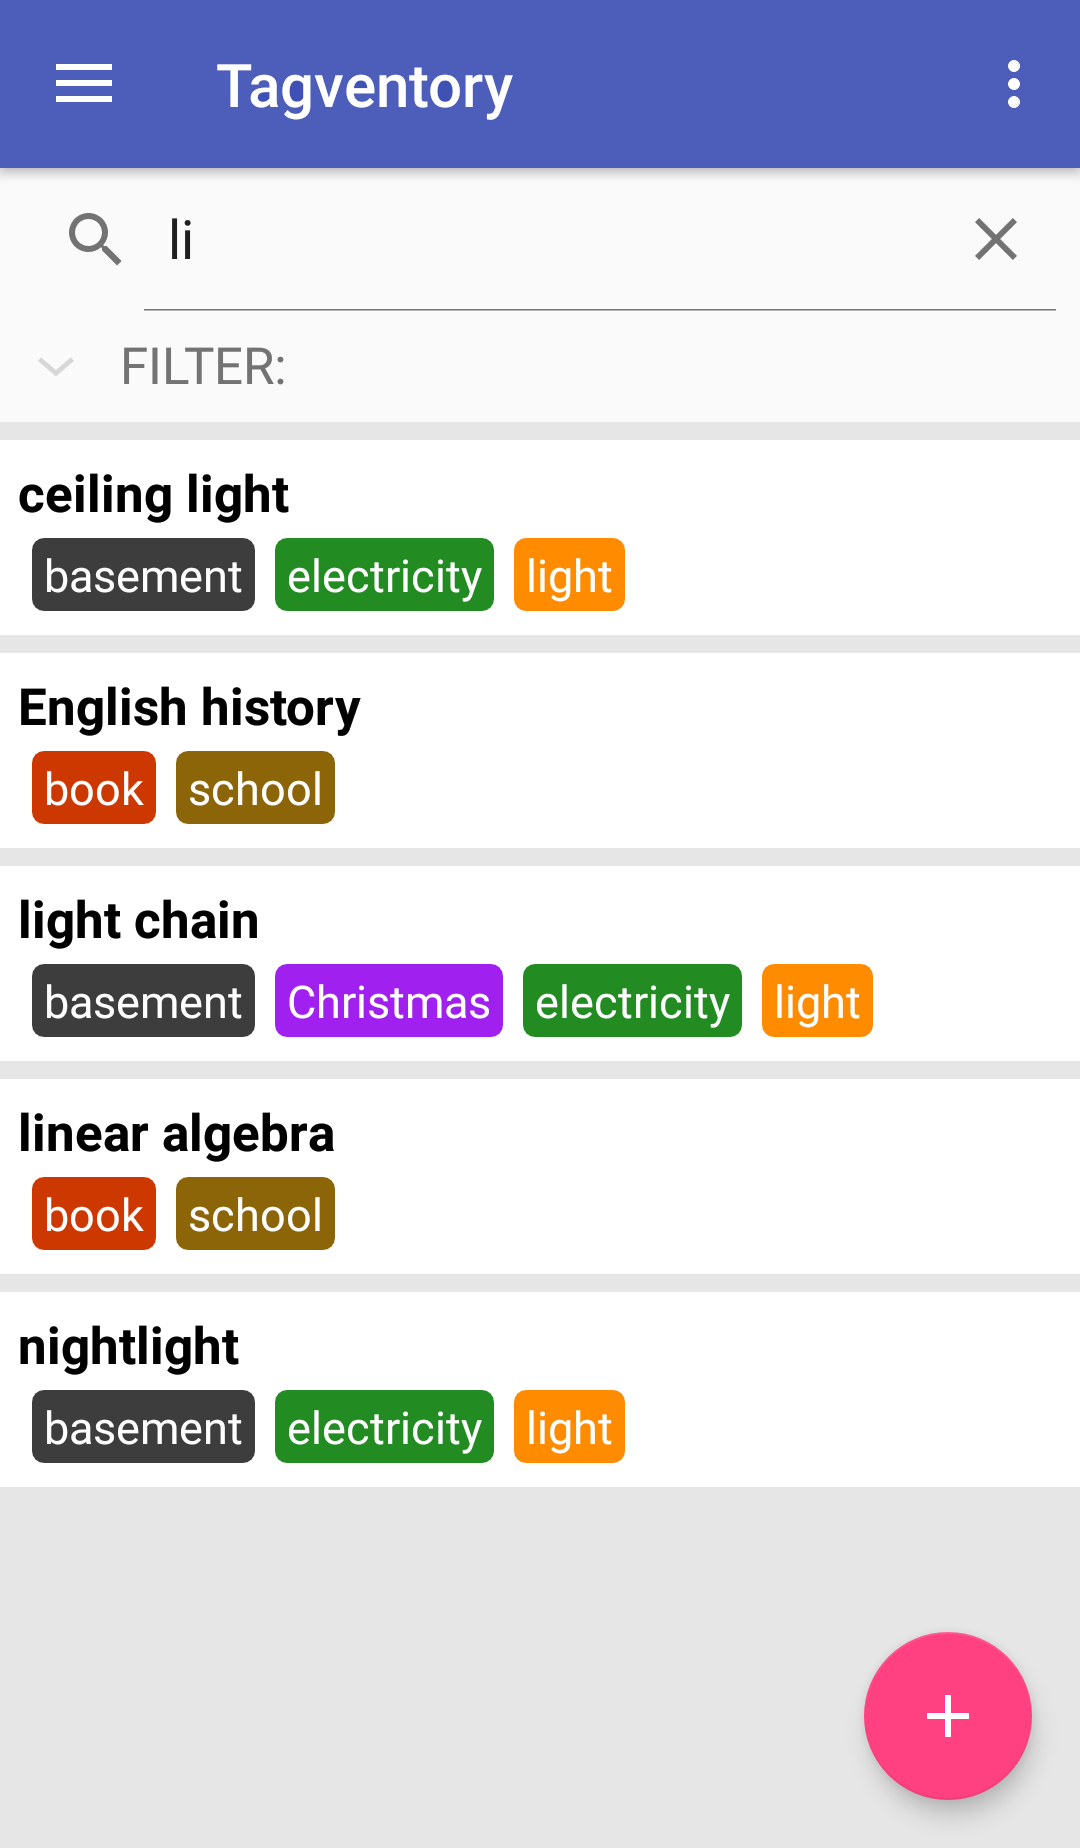 Tagventory
li
FILTER:
ceiling light
basement electricity light
English history
book school
light chain
basement Christmas electricity light
linear algebra
book school
nightlight
basement electricity light